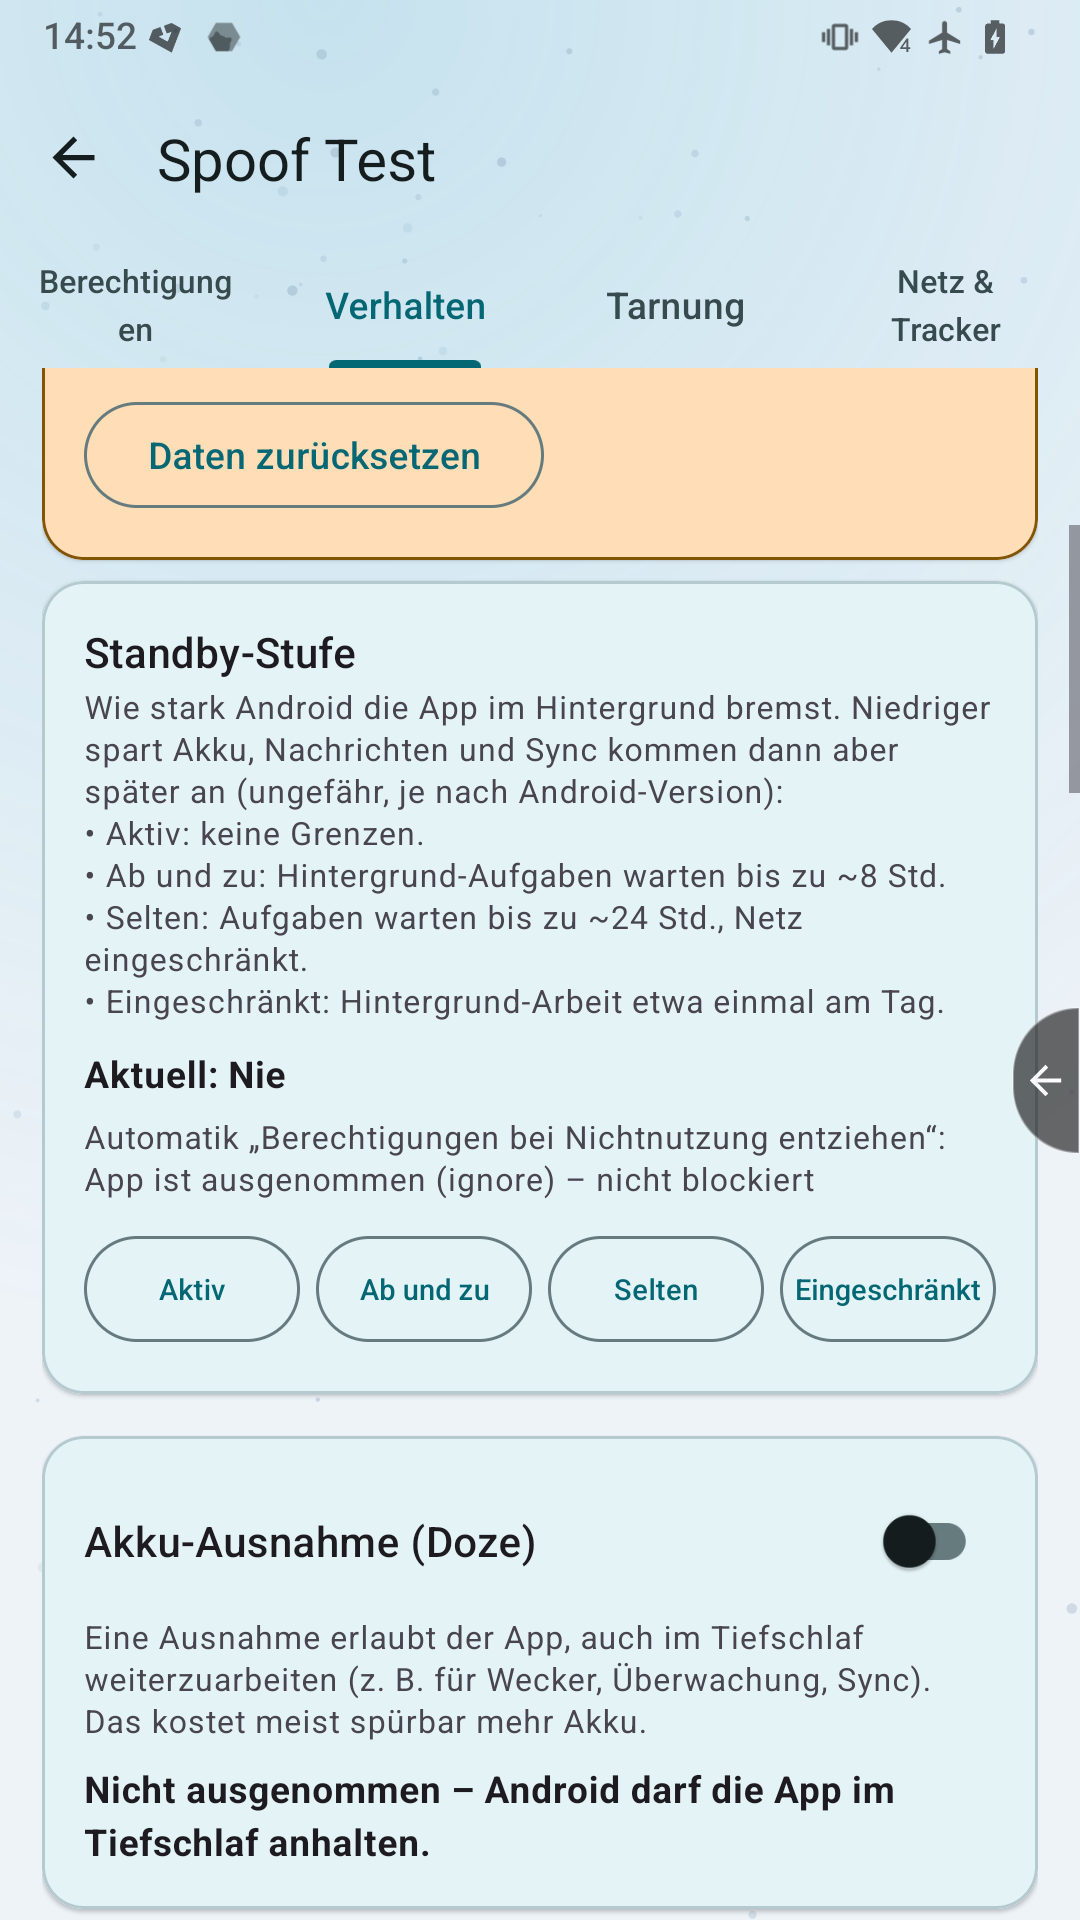 14:52
4
Spoof Test
Berechtigung
en
Verhalten
Tarnung
Netz &
Tracker
Daten zurücksetzen
Standby-Stufe
Wie stark Android die App im Hintergrund bremst. Niedriger
spart Akku, Nachrichten und Sync kommen dann aber
später an (ungefähr, je nach Android-Version):
• Aktiv: keine Grenzen.
• Ab und zu: Hintergrund-Aufgaben warten bis zu ~8 Std.
• Selten: Aufgaben warten bis zu ~24 Std., Netz
eingeschränkt.
• Eingeschränkt: Hintergrund-Arbeit etwa einmal am Tag.
Aktuell: Nie
Automatik „Berechtigungen bei Nichtnutzung entziehen“:
App ist ausgenommen (ignore) – nicht blockiert
Aktiv
Ab und zu
Selten
Eingeschränkt
Akku-Ausnahme (Doze)
Eine Ausnahme erlaubt der App, auch im Tiefschlaf
weiterzuarbeiten (z. B. für Wecker, Überwachung, Sync).
Das kostet meist spürbar mehr Akku.
Nicht ausgenommen – Android darf die App im
Tiefschlaf anhalten.